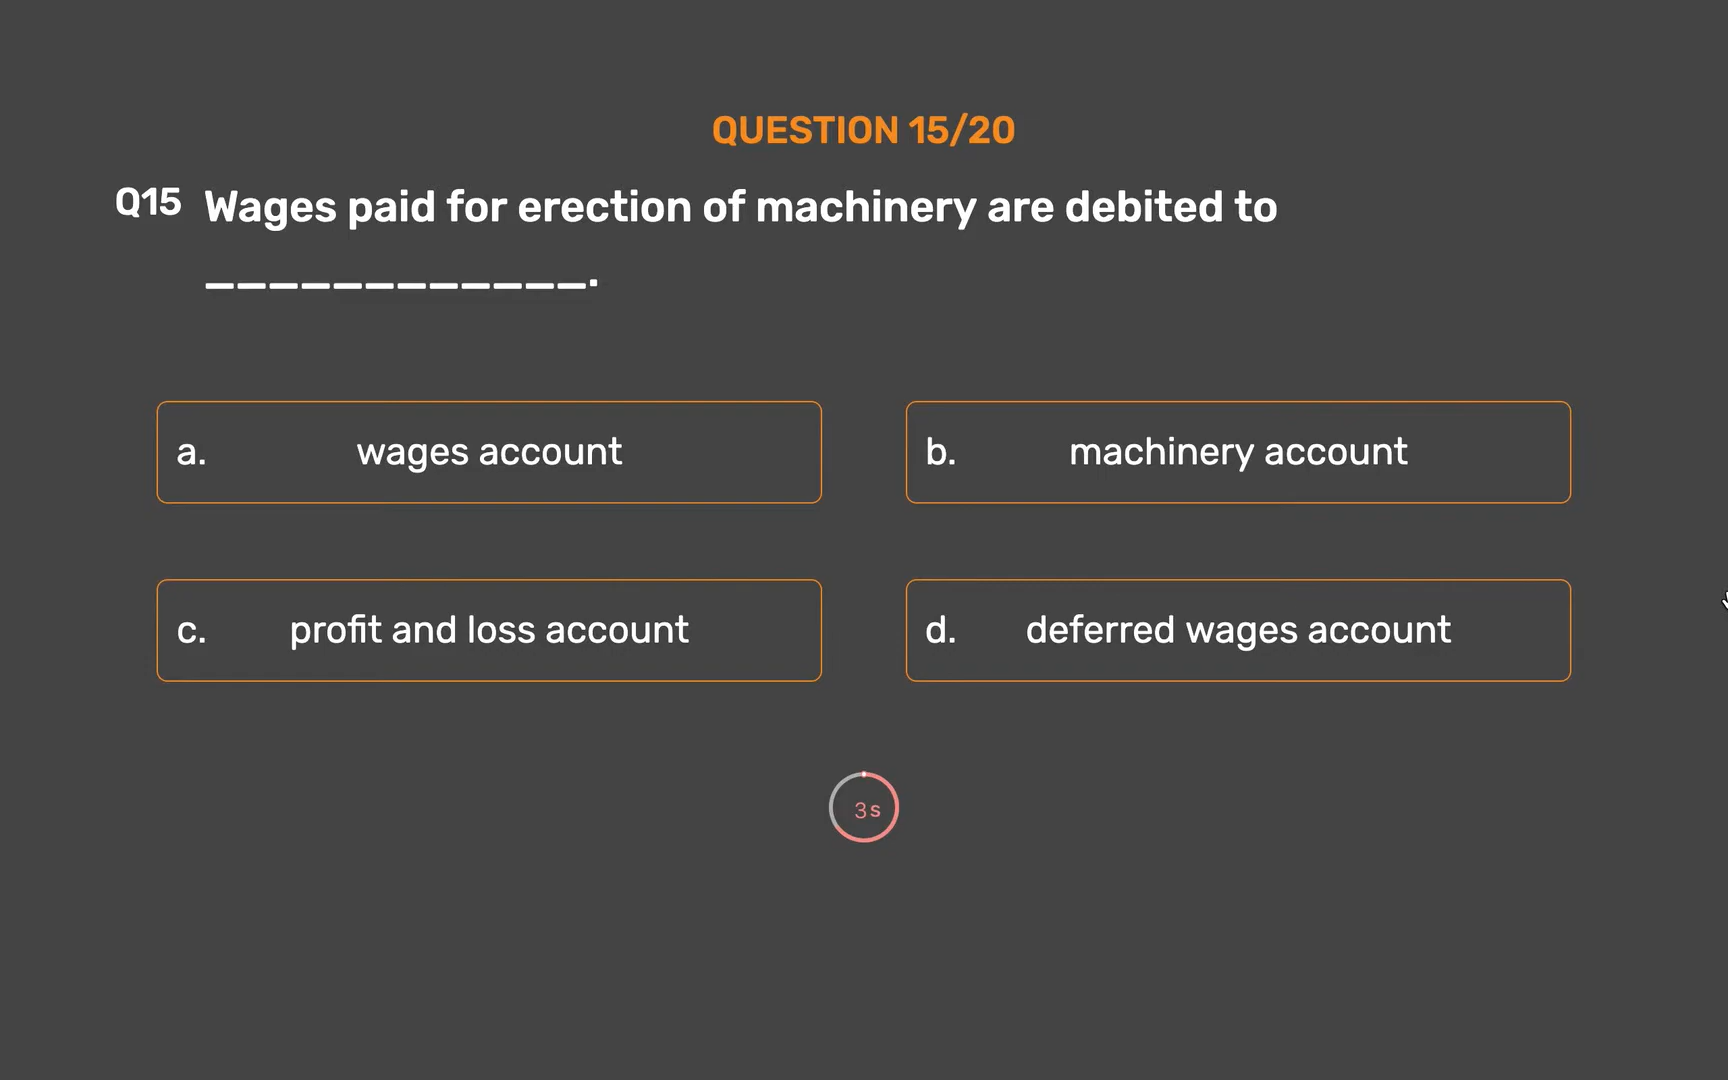 QUESTION 15/20
Q15 Wages paid for erection of machinery are debited to
____________.
a. wages account
b. machinery account
c. profit and loss account
d. deferred wages account
3s